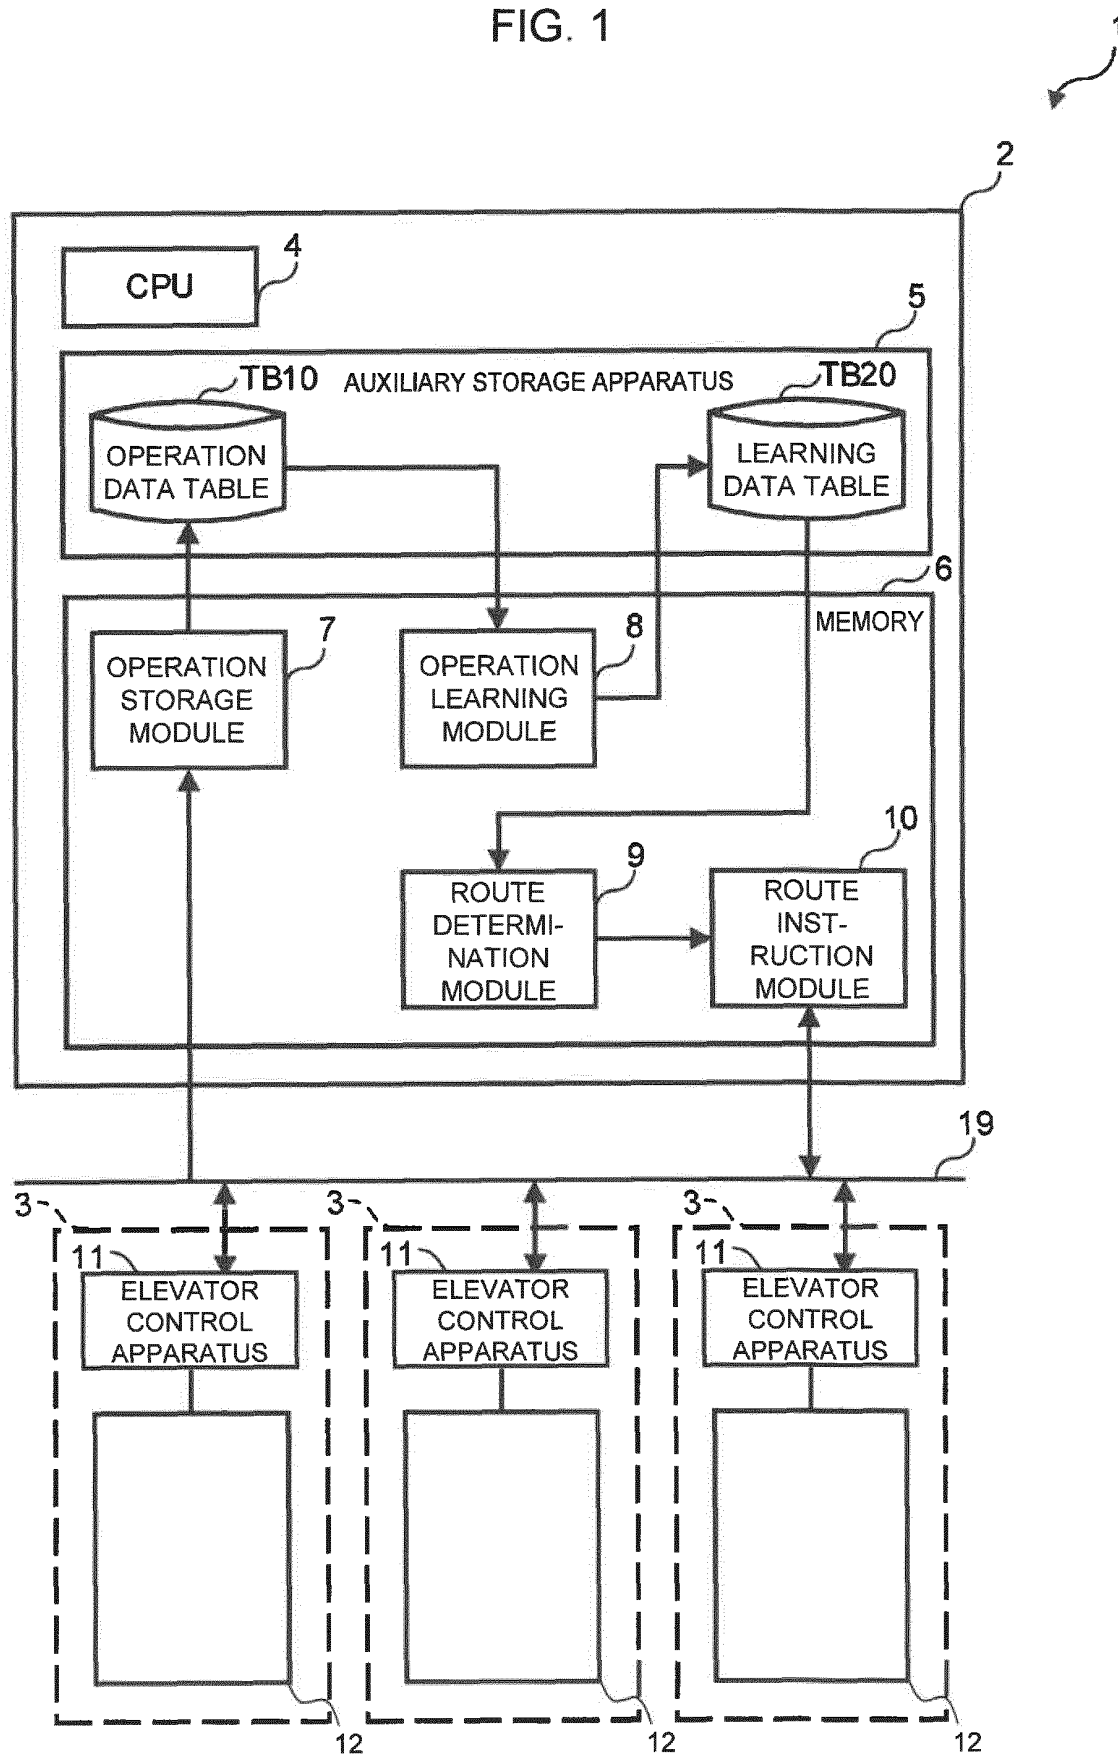 FIG. 1
1
2
CPU
4
5
TB10
AUXILIARY STORAGE APPARATUS
TB20
OPERATION
DATA TABLE
LEARNING
DATA TABLE
6
MEMORY
7
OPERATION
STORAGE
MODULE
8
OPERATION
LEARNING
MODULE
9
ROUTE
DETERMI-
NATION
MODULE
10
ROUTE
INST-
RUCTION
MODULE
19
3
11
ELEVATOR
CONTROL
APPARATUS
12
3
11
ELEVATOR
CONTROL
APPARATUS
12
3
11
ELEVATOR
CONTROL
APPARATUS
12